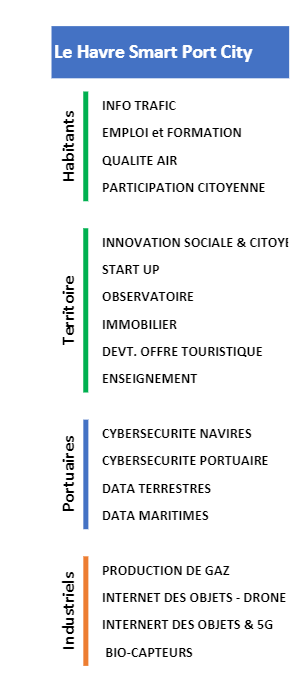 Le Havre Smart Port City
Habitants
INFO TRAFIC
EMPLOI et FORMATION
QUALITE AIR
PARTICIPATION CITOYENNE
Territoire
INNOVATION SOCIALE & CITOYE
START UP
OBSERVATOIRE
IMMOBILIER
DEVT. OFFRE TOURISTIQUE
ENSEIGNEMENT
Portuaires
CYBERSECURITE NAVIRES
CYBERSECURITE PORTUAIRE
DATA TERRESTRES
DATA MARITIMES
Industriels
PRODUCTION DE GAZ
INTERNET DES OBJETS - DRONE
INTERNERT DES OBJETS & 5G
BIO-CAPTEURS